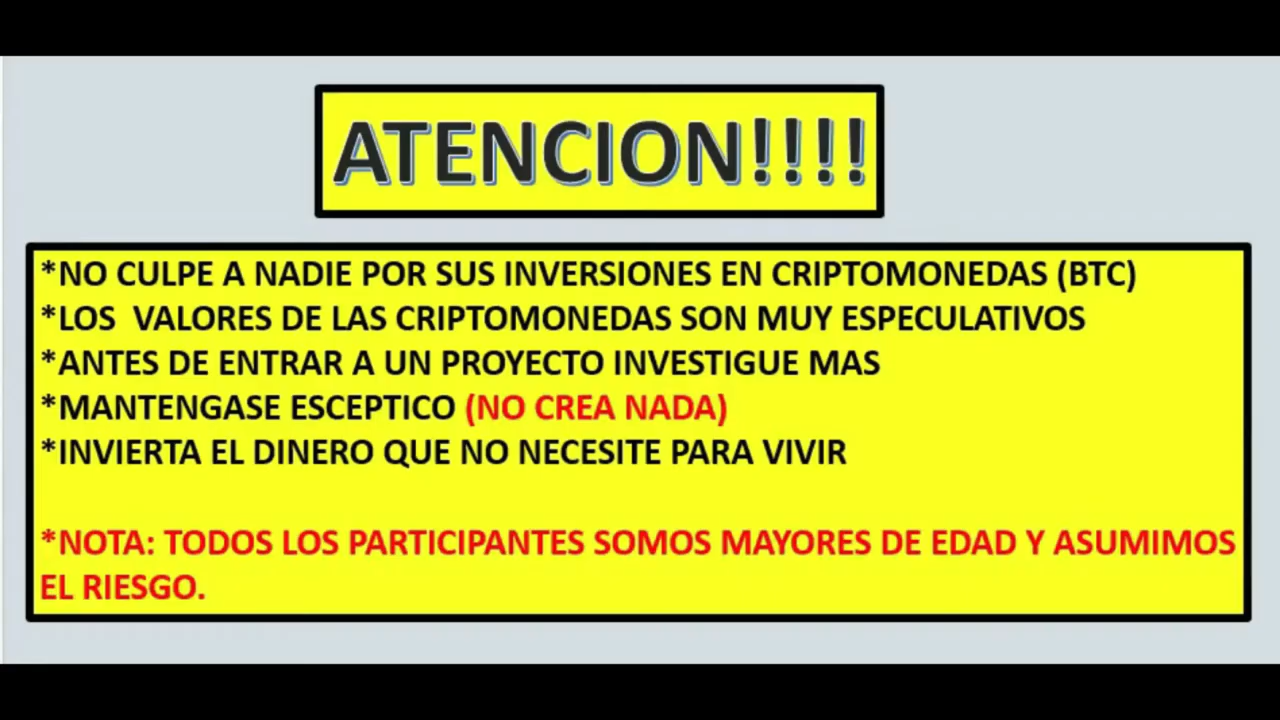 ATENCION!!!!
*NO CULPE A NADIE POR SUS INVERSIONES EN CRIPTOMONEDAS (BTC)
*LOS VALORES DE LAS CRIPTOMONEDAS SON MUY ESPECULATIVOS
*ANTES DE ENTRAR A UN PROYECTO INVESTIGUE MAS
*MANTENGASE ESCEPTICO (NO CREA NADA)
*INVIERTA EL DINERO QUE NO NECESITE PARA VIVIR
*NOTA: TODOS LOS PARTICIPANTES SOMOS MAYORES DE EDAD Y ASUMIMOS
EL RIESGO.